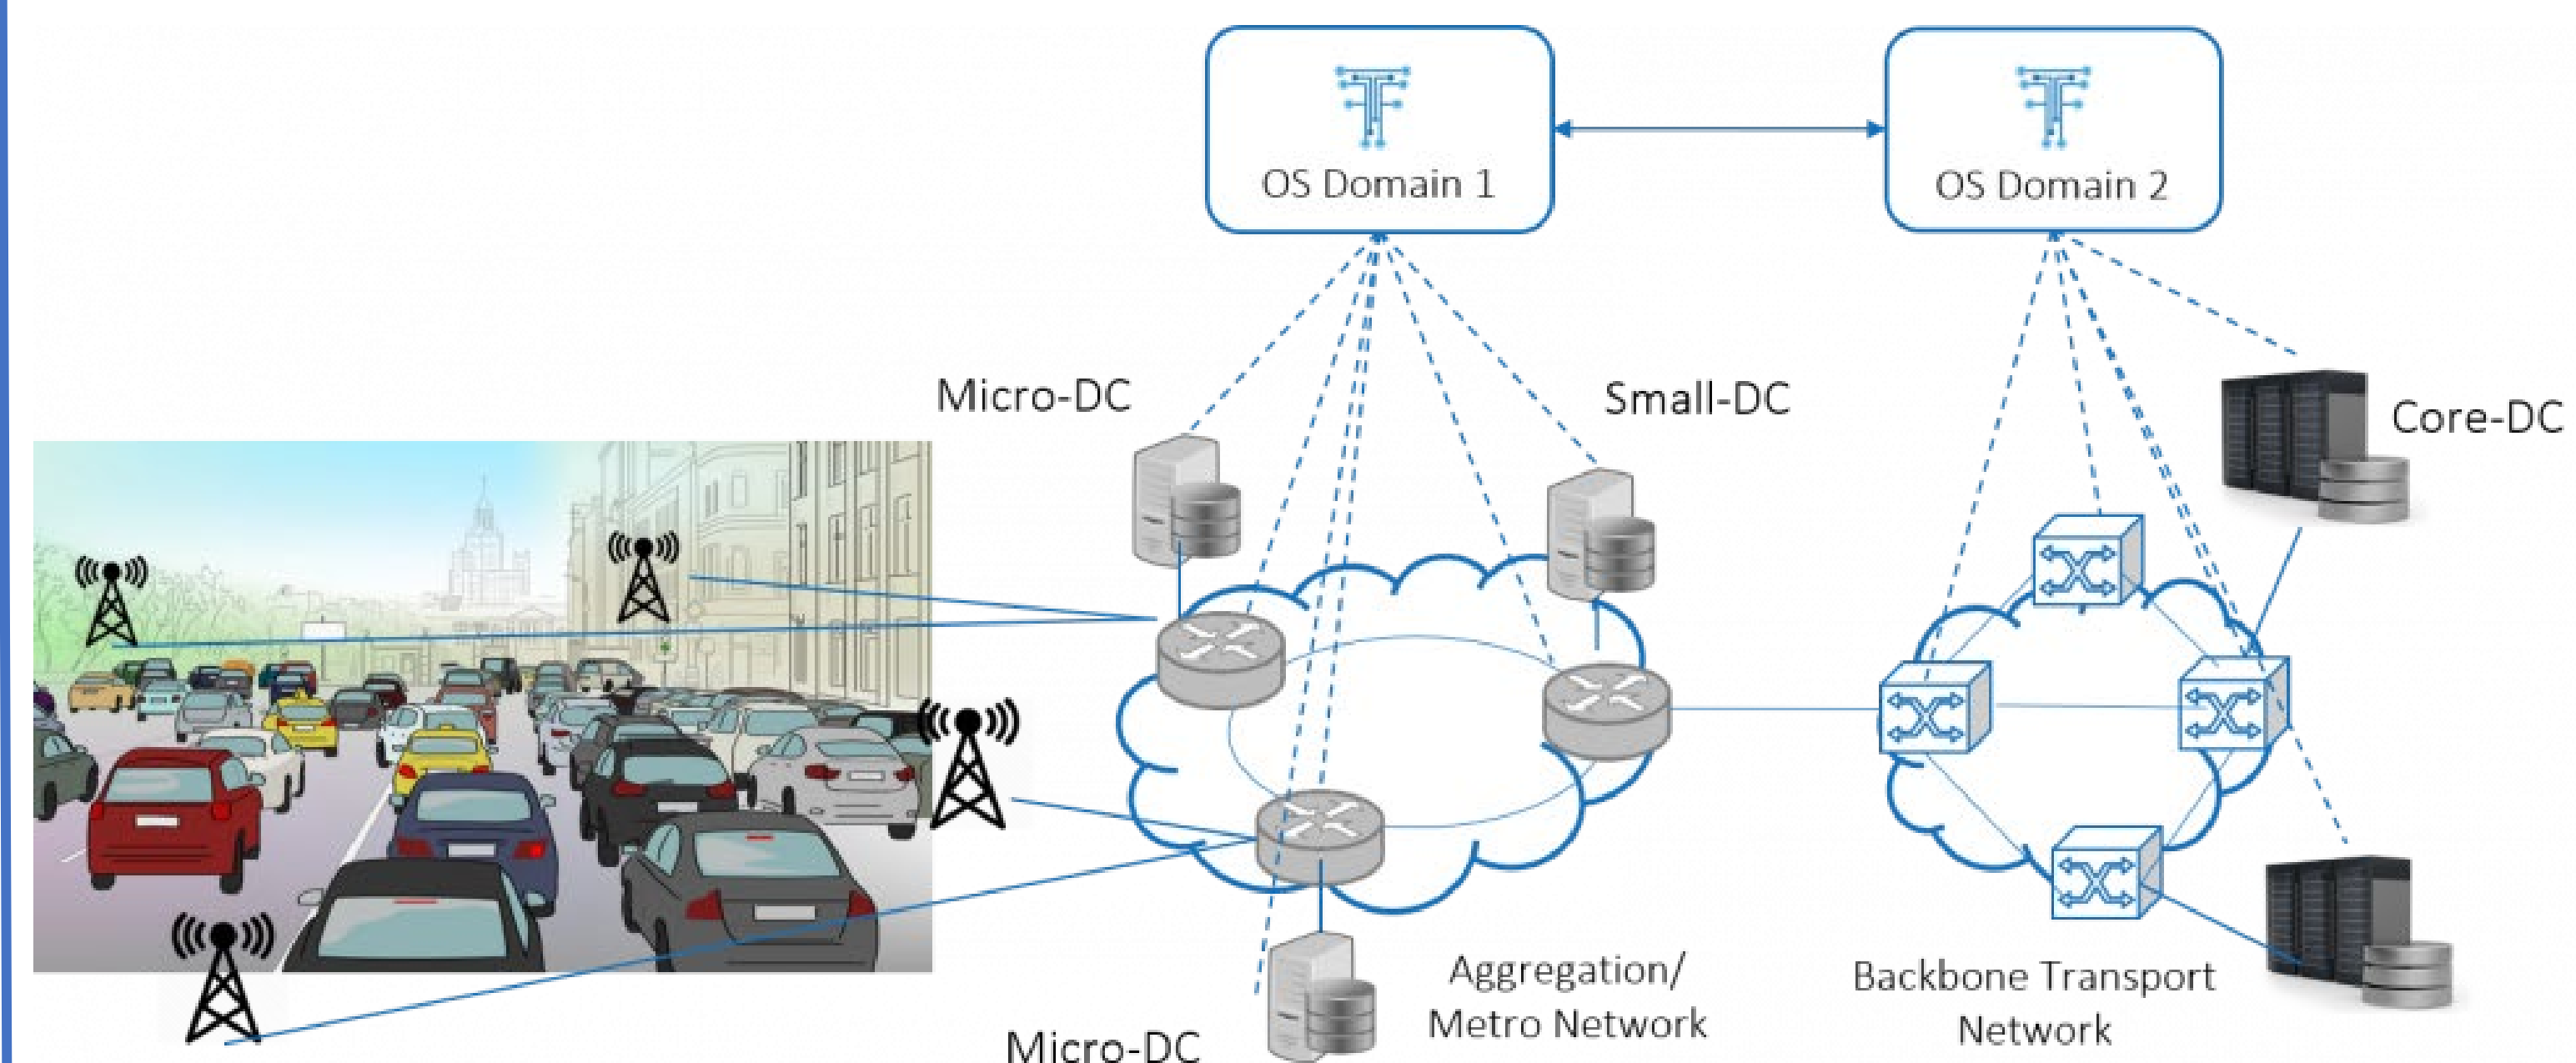 OS Domain 1
OS Domain 2
Micro-DC
Small-DC
Core-DC
Aggregation/
Metro Network
Backbone Transport
Network
Micro-DC